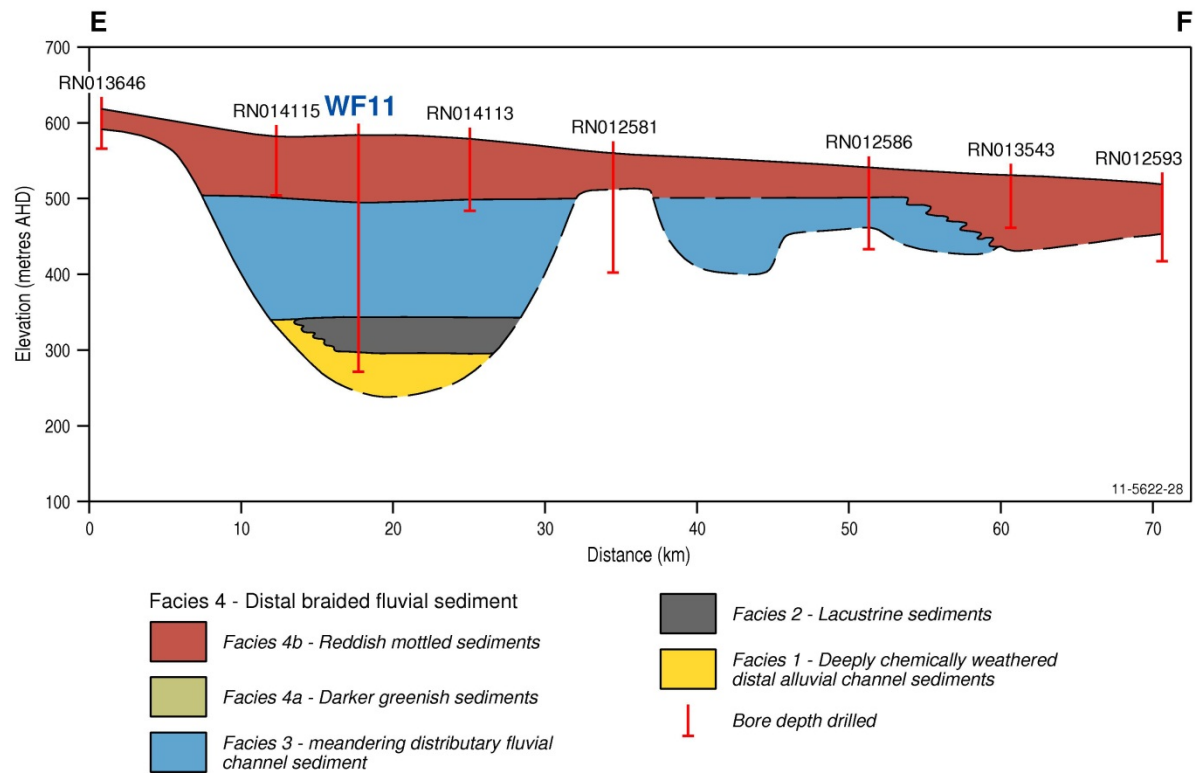 E
F
700
RN013646
RN014115 WF11 RN014113
RN012581
RN012586
RN013543
RN012593
600
500
400
300
200
100
Elevation (metres AHD)
11-5622-28
0 10 20 30 40 50 60 70
Distance (km)
Facies 4 - Distal braided fluvial sediment
Facies 4b - Reddish mottled sediments
Facies 4a - Darker greenish sediments
Facies 3 - meandering distributary fluvial
channel sediment
Facies 2 - Lacustrine sediments
Facies 1 - Deeply chemically weathered
distal alluvial channel sediments
Bore depth drilled